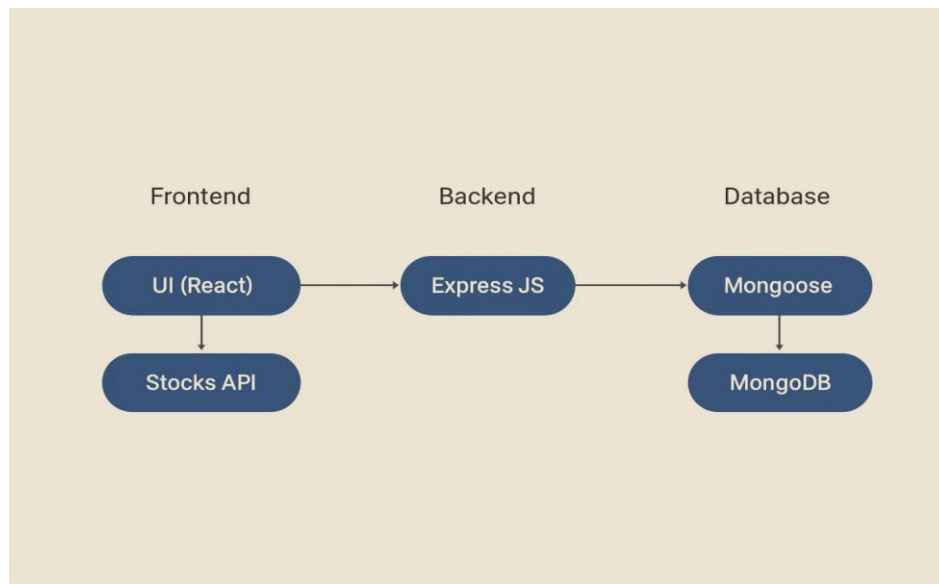 Frontend
Backend
Database
UI (React)
Express JS
Mongoose
Stocks API
MongoDB